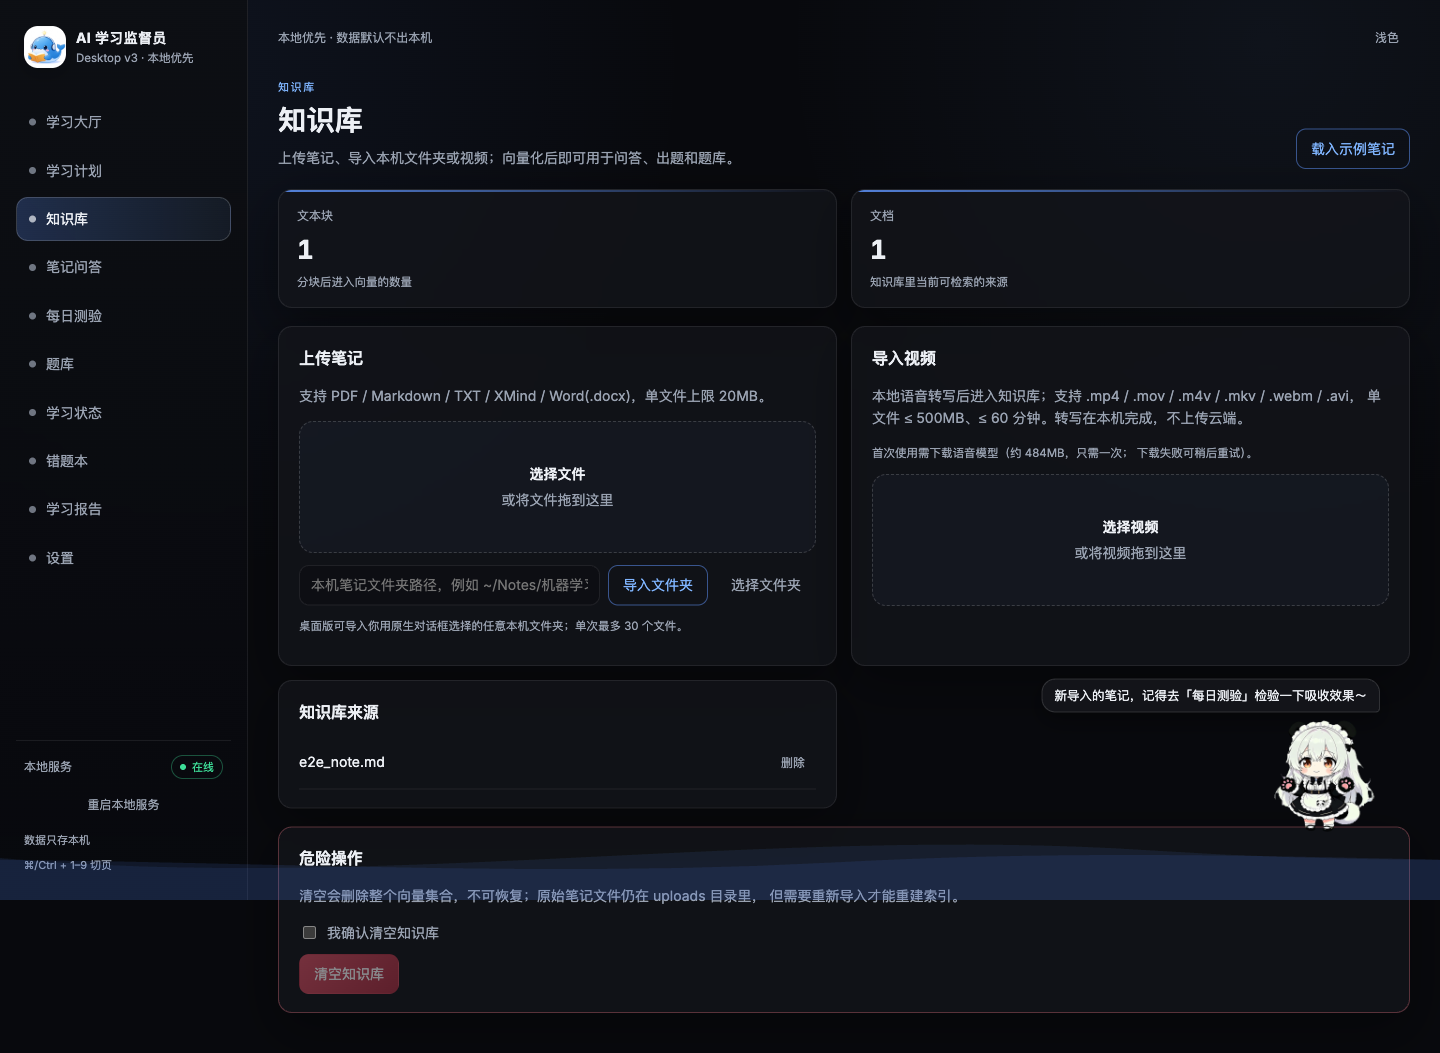 AI 学习监督员
Desktop v3 · 本地优先
学习大厅
学习计划
知识库
笔记问答
每日测验
题库
学习状态
错题本
学习报告
设置
本地服务
在线
重启本地服务
数据只存本机
⌘/Ctrl + 1–9 切页
本地优先 · 数据默认不出本机
浅色
知识库
知识库
上传笔记、导入本机文件夹或视频；向量化后即可用于问答、出题和题库。
载入示例笔记
文本块
1
分块后进入向量的数量
文档
1
知识库里当前可检索的来源
上传笔记
支持 PDF / Markdown / TXT / XMind / Word(.docx)，单文件上限 20MB。
选择文件
或将文件拖到这里
本机笔记文件夹路径，例如 ~/Notes/机器学
导入文件夹
选择文件夹
桌面版可导入你用原生对话框选择的任意本机文件夹；单次最多 30 个文件。
导入视频
本地语音转写后进入知识库；支持 .mp4 / .mov / .m4v / .mkv / .webm / .avi， 单
文件 ≤ 500MB、≤ 60 分钟。转写在本机完成，不上传云端。
首次使用需下载语音模型（约 484MB，只需一次； 下载失败可稍后重试）。
选择视频
或将视频拖到这里
知识库来源
e2e_note.md
删除
新导入的笔记，记得去「每日测验」检验一下吸收效果～
危险操作
清空会删除整个向量集合，不可恢复；原始笔记文件仍在 uploads 目录里， 但需要重新导入才能重建索引。
我确认清空知识库
清空知识库